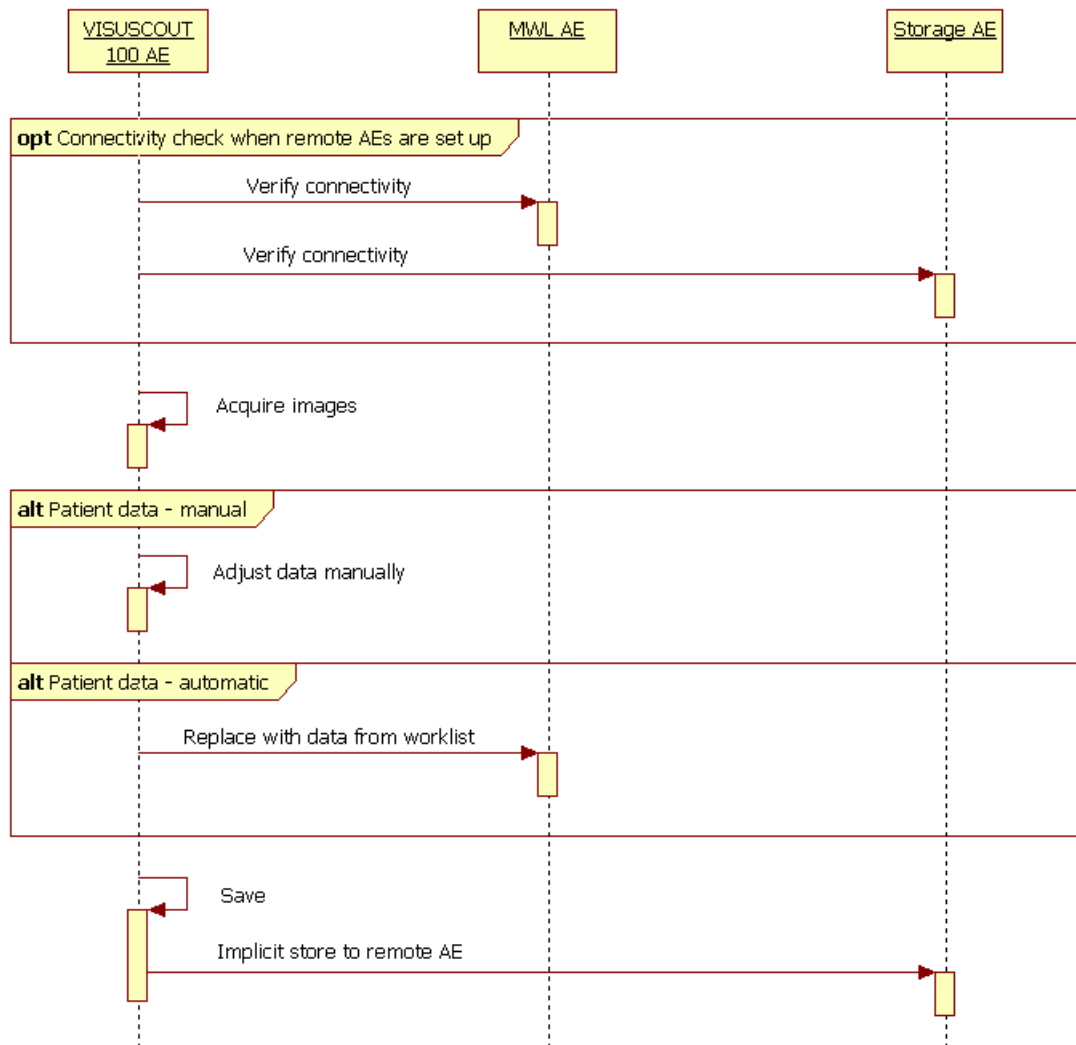 VISUSCOUT
100 AE
MWL AE
Storage AE
opt Connectivity check when remote AEs are set up
Verify connectivity
Verify connectivity
Acquire images
alt Patient data - manual
Adjust data manually
alt Patient data - automatic
Replace with data from worklist
Save
Implicit store to remote AE